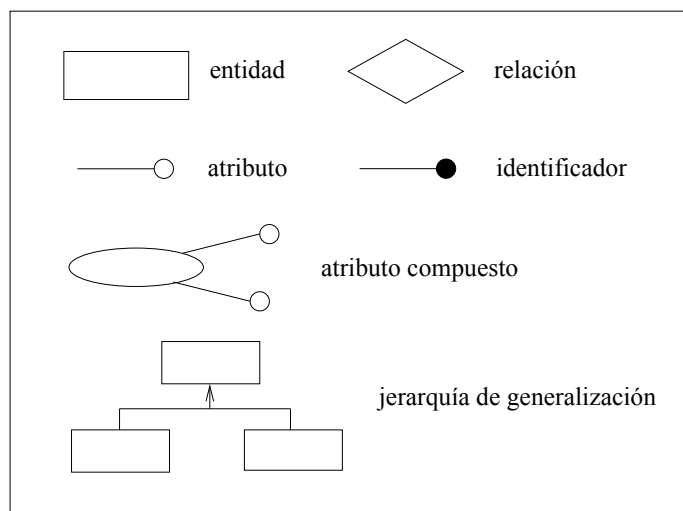 entidad
relación
atributo
identificador
atributo compuesto
jerarquía de generalización